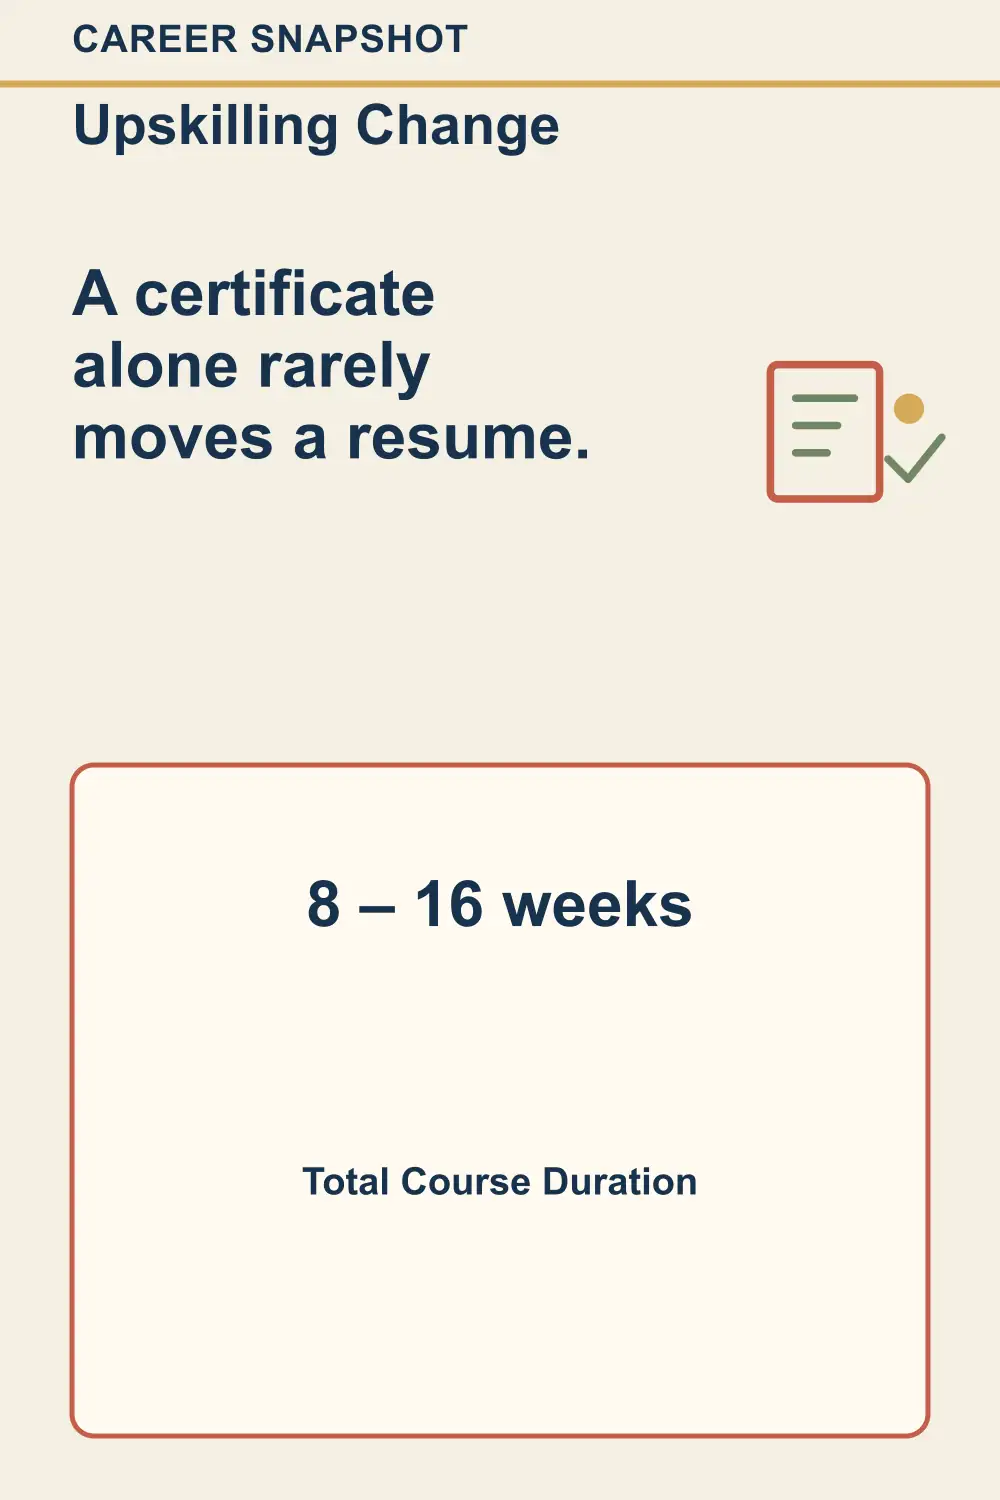 CAREER SNAPSHOT
Upskilling Change
A certificate
alone rarely
moves a resume.
8 – 16 weeks
Total Course Duration